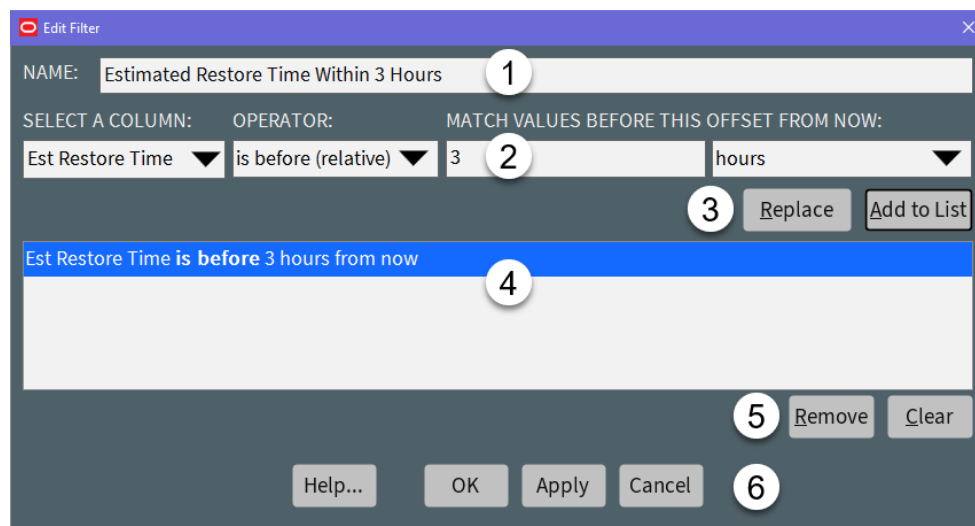 Edit Filter
NAME: Estimated Restore Time Within 3 Hours 1
SELECT A COLUMN: OPERATOR: MATCH VALUES BEFORE THIS OFFSET FROM NOW:
Est Restore Time is before (relative) 3 2 hours
3 Replace Add to List
Est Restore Time is before 3 hours from now
4
5 Remove Clear
Help... OK Apply Cancel 6